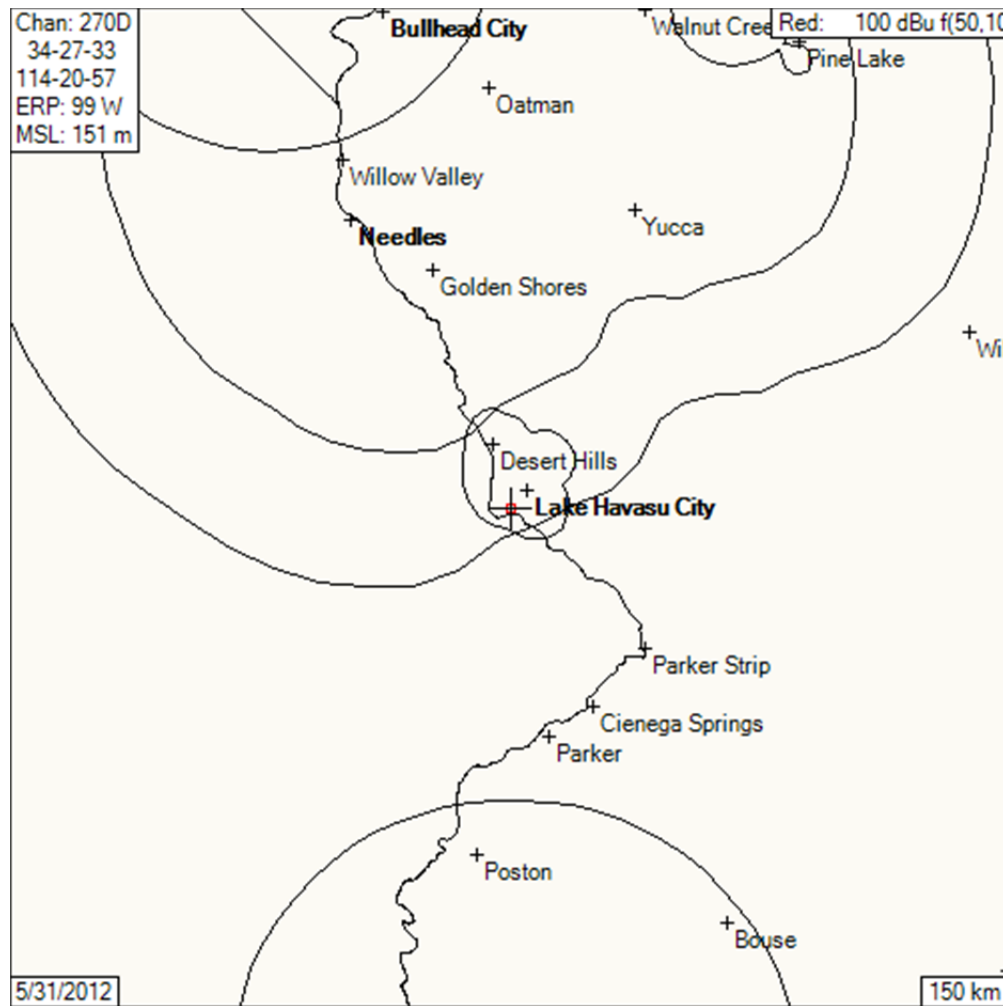 Chan: 270D
34-27-33
114-20-57
ERP: 99 W
MSL: 151 m
Red: 100 dBu f(50,10
Bullhead City
Walnut Cree
Pine Lake
Oatman
Willow Valley
Yucca
Needles
Golden Shores
Wi
Desert Hills
Lake Havasu City
Parker Strip
Cienega Springs
Parker
Poston
Bouse
5/31/2012
150 km